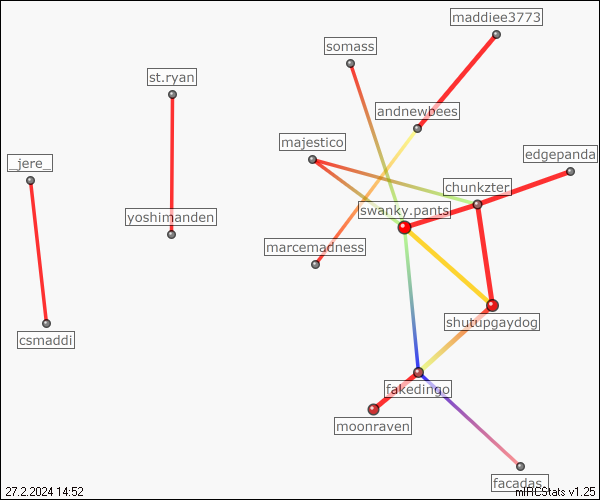 maddiee3773
somass
st.ryan
andnewbees
majestico
edgepanda
_jere_
chunkzter
swanky.pants
yoshimanden
marcemadness
shutupgaydog
csmaddi
fakedingo
moonraven
facadas_
27.2.2024 14:52
mIRCStats v1.25